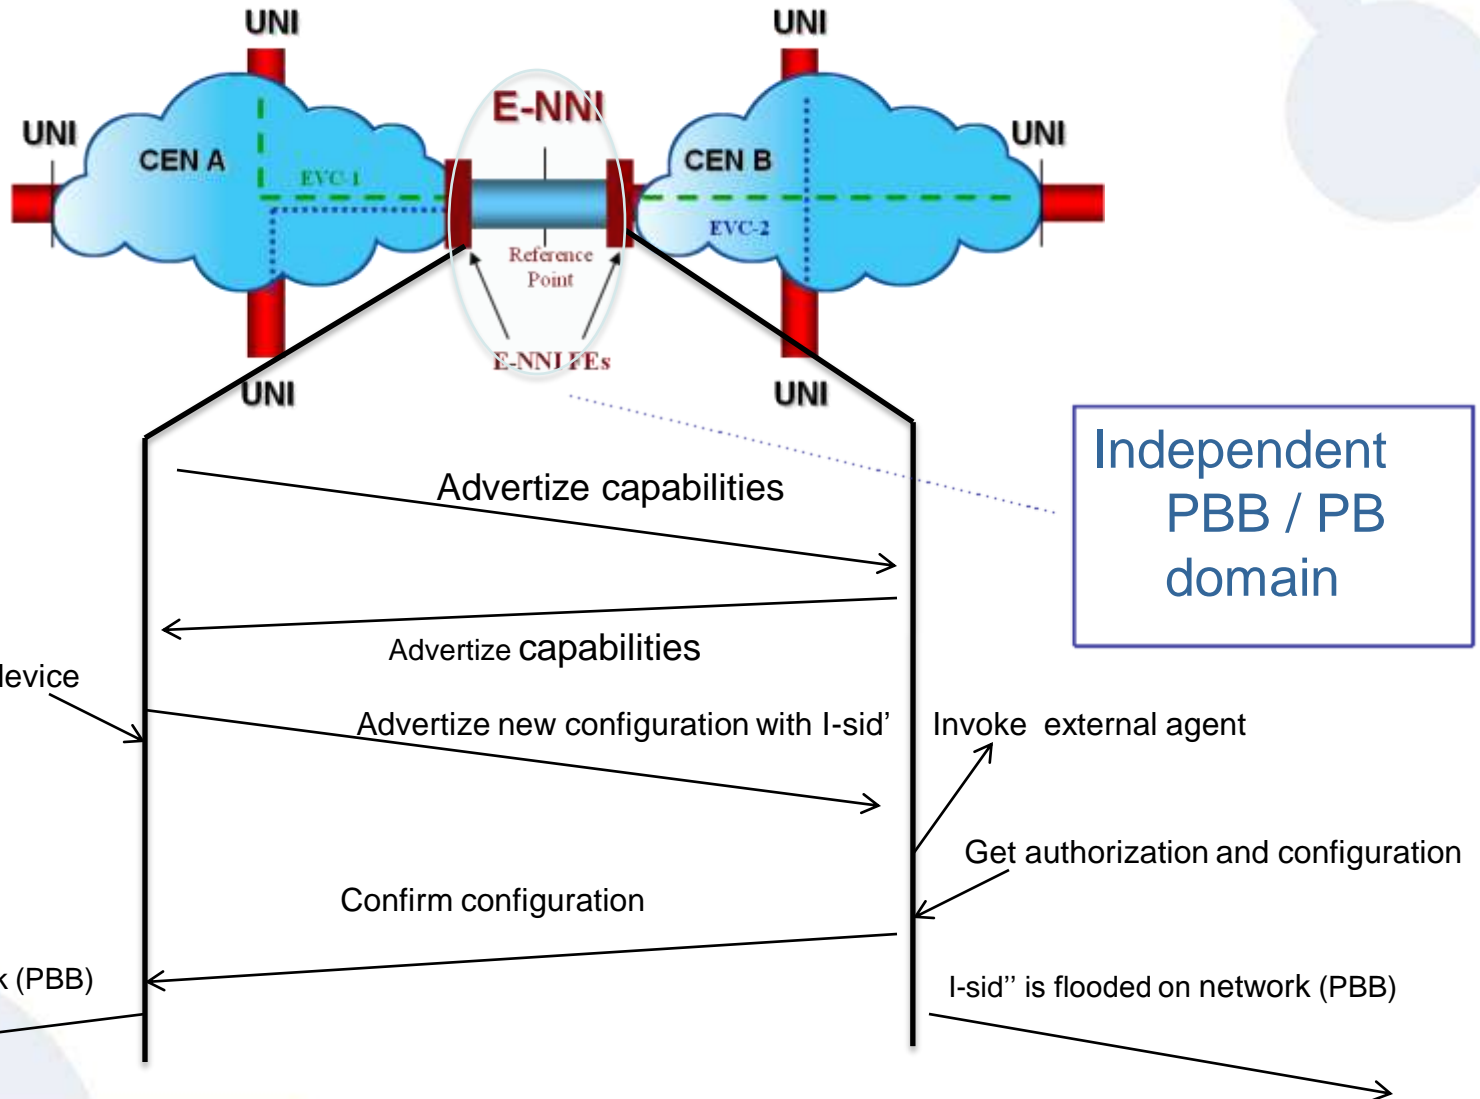 UNI
UNI
E-NNI
UNI
UNI
CEN A
CEN B
EVC-1
EVC-2
Reference
Point
E-NNI FEs
UNI
UNI
Independent
PBB / PB
domain
Advertize capabilities
Advertize capabilities
device
Advertize new configuration with I-sid’
Invoke external agent
Get authorization and configuration
Confirm configuration
(PBB)
I-sid’’ is flooded on network (PBB)